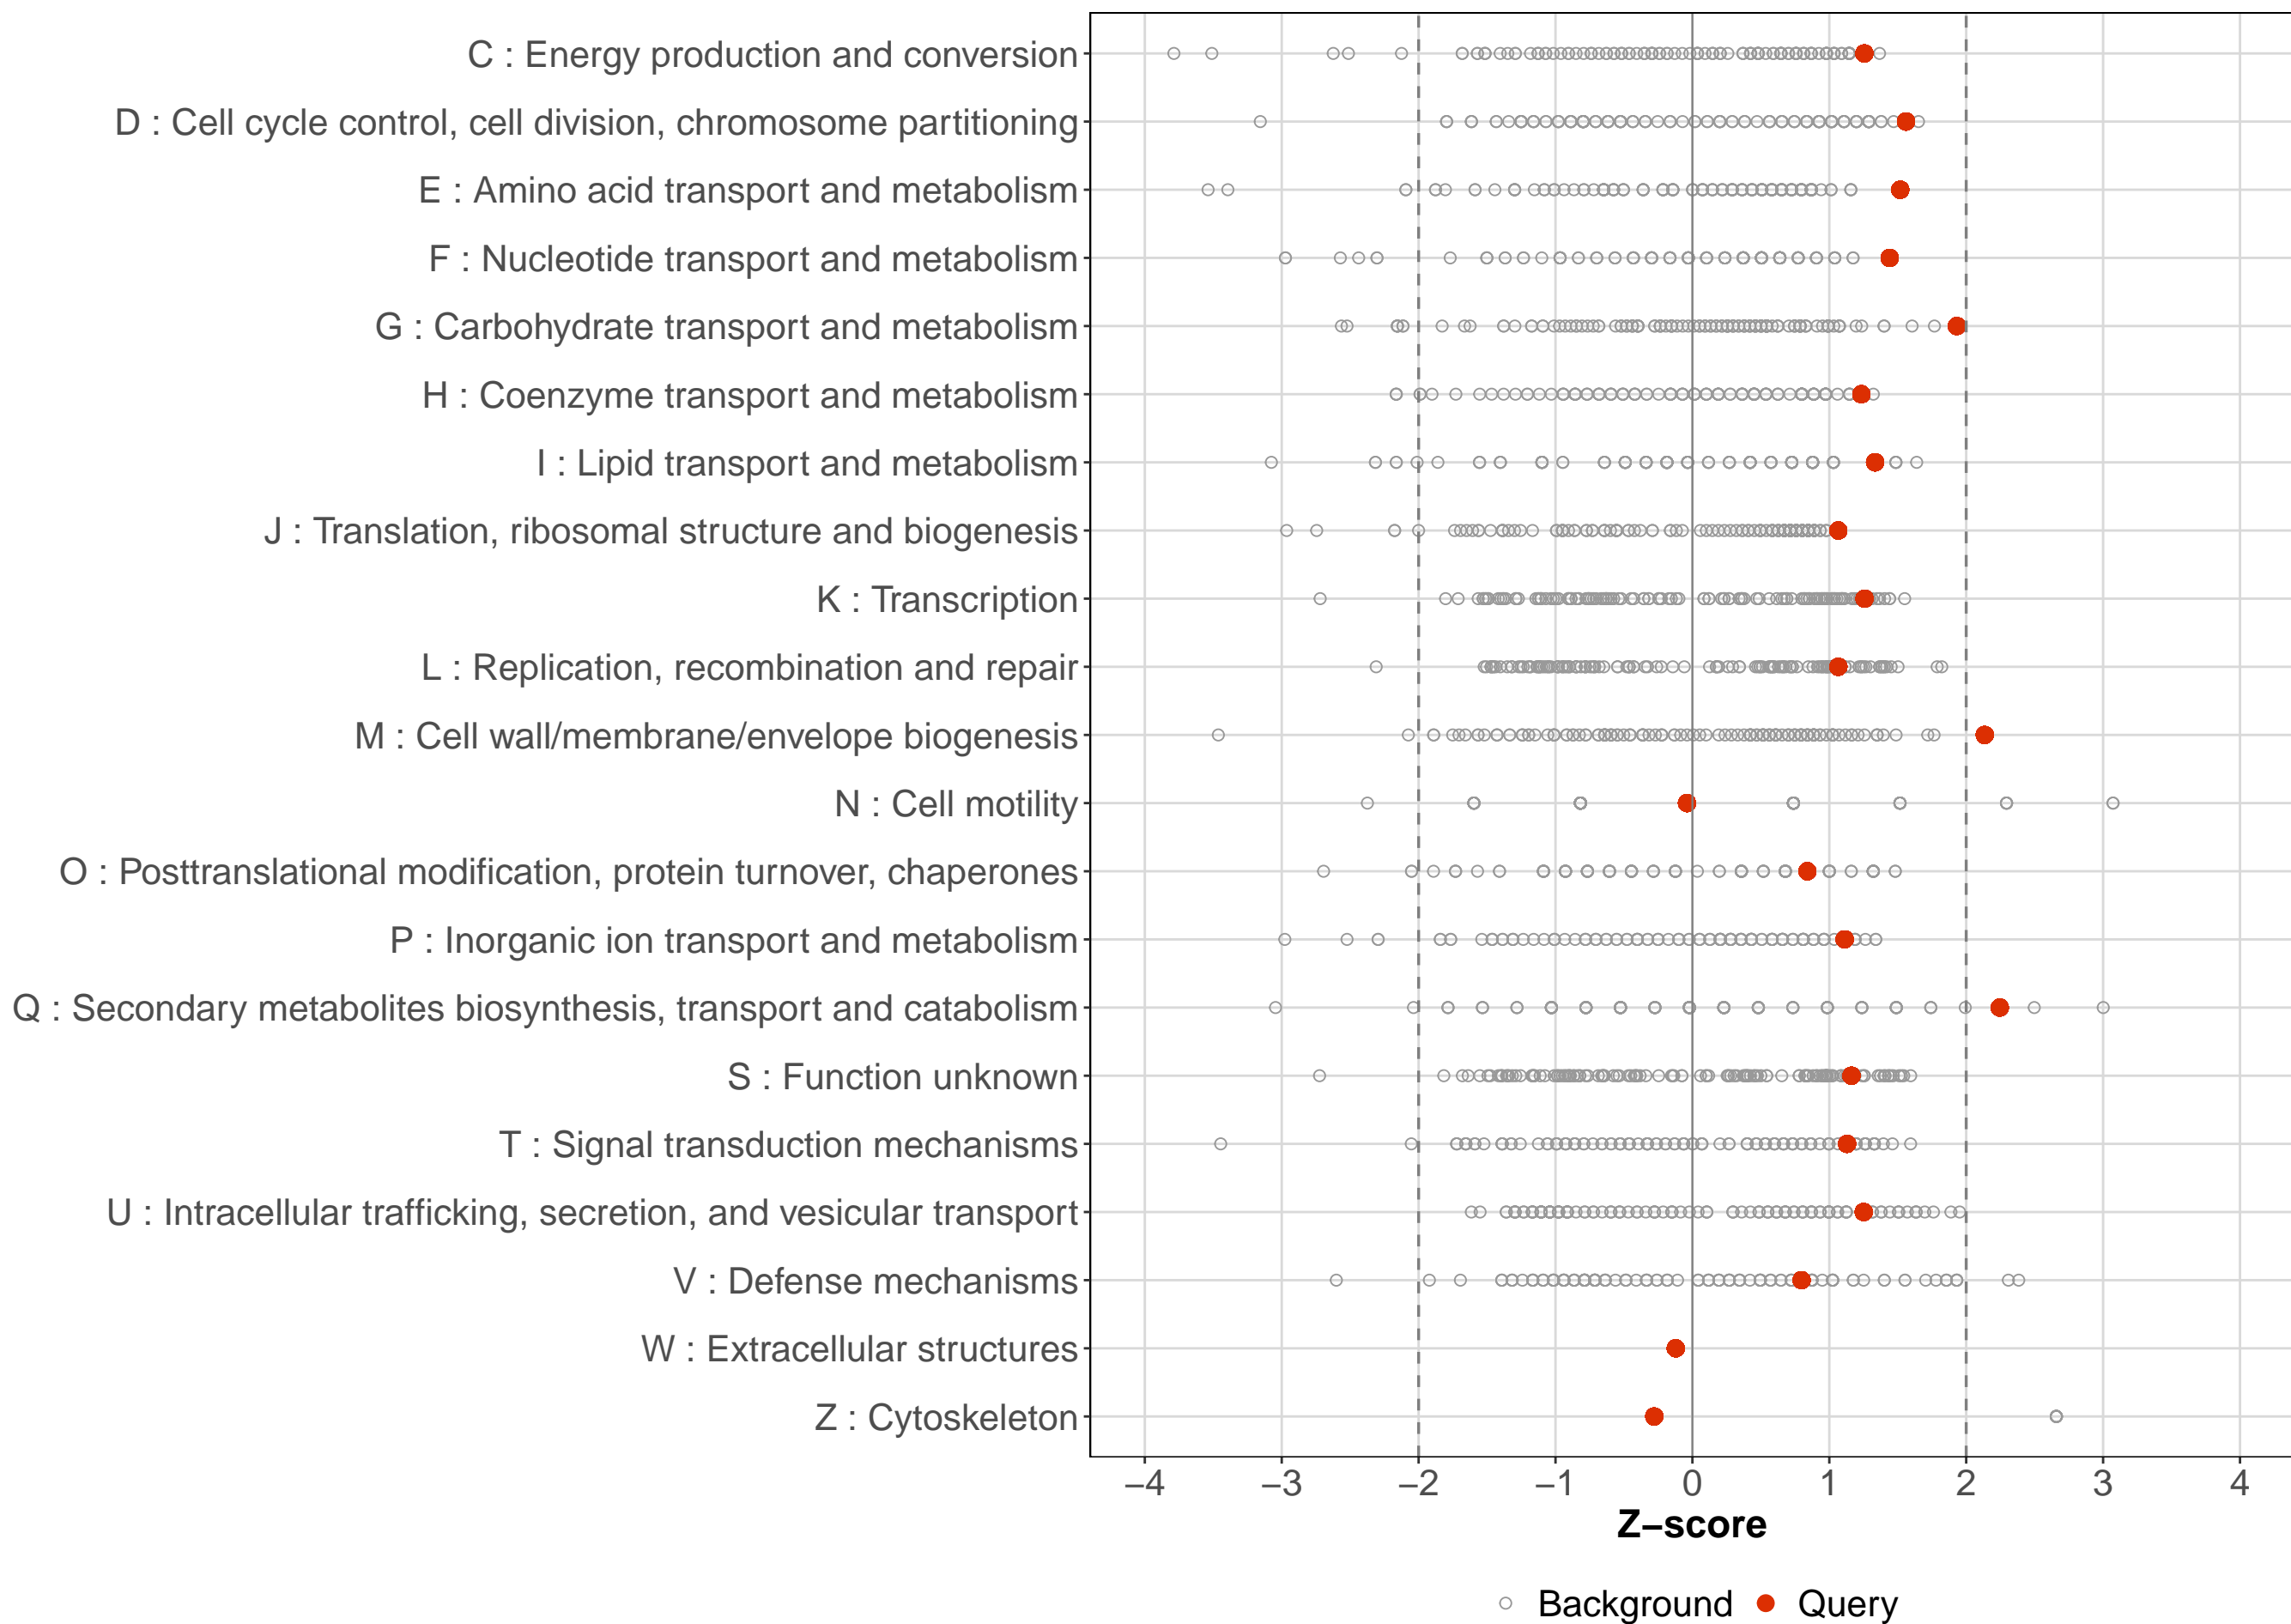 C : Energy production and conversion
D : Cell cycle control, cell division, chromosome partitioning
E : Amino acid transport and metabolism
F : Nucleotide transport and metabolism
G : Carbohydrate transport and metabolism
H : Coenzyme transport and metabolism
I : Lipid transport and metabolism
J : Translation, ribosomal structure and biogenesis
K : Transcription
L : Replication, recombination and repair
M : Cell wall/membrane/envelope biogenesis
N : Cell motility
O : Posttranslational modification, protein turnover, chaperones
P : Inorganic ion transport and metabolism
Q : Secondary metabolites biosynthesis, transport and catabolism
S : Function unknown
T : Signal transduction mechanisms
U : Intracellular trafficking, secretion, and vesicular transport
V : Defense mechanisms
W : Extracellular structures
Z : Cytoskeleton
−4 −3 −2 −1 0 1 2 3 4
Z−score
Background Query